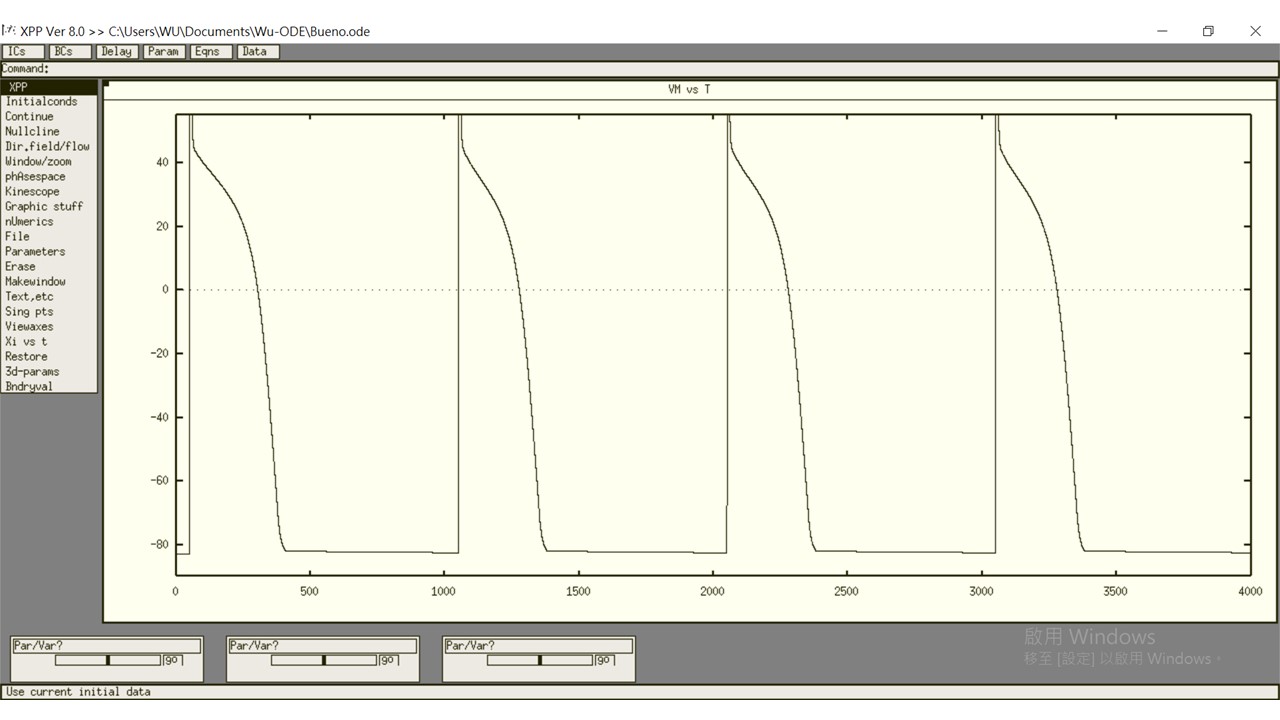 XPP Ver 8.0 >> C:\Users\WU\Documents\Wu-ODE\Bueno.ode
ICs BCs Delay Param Eqns Data
Command:
XPP
Initialconds
Continue
Nullcline
Dir.field/flow
Window/zoom
phAsespace
Kinescope
Graphic stuff
nUmerics
File
Parameters
Erase
Makewindow
Text,etc
Sing pts
Viewaxes
Xi vs t
Restore
3d-params
Bndryval
VM vs T
40
20
0
-20
-40
-60
-80
0 500 1000 1500 2000 2500 3000 3500 4000
Par/Var? Par/Var? Par/Var?
啟用 Windows
移至 [設定] 以啟用 Windows。
Use current initial data